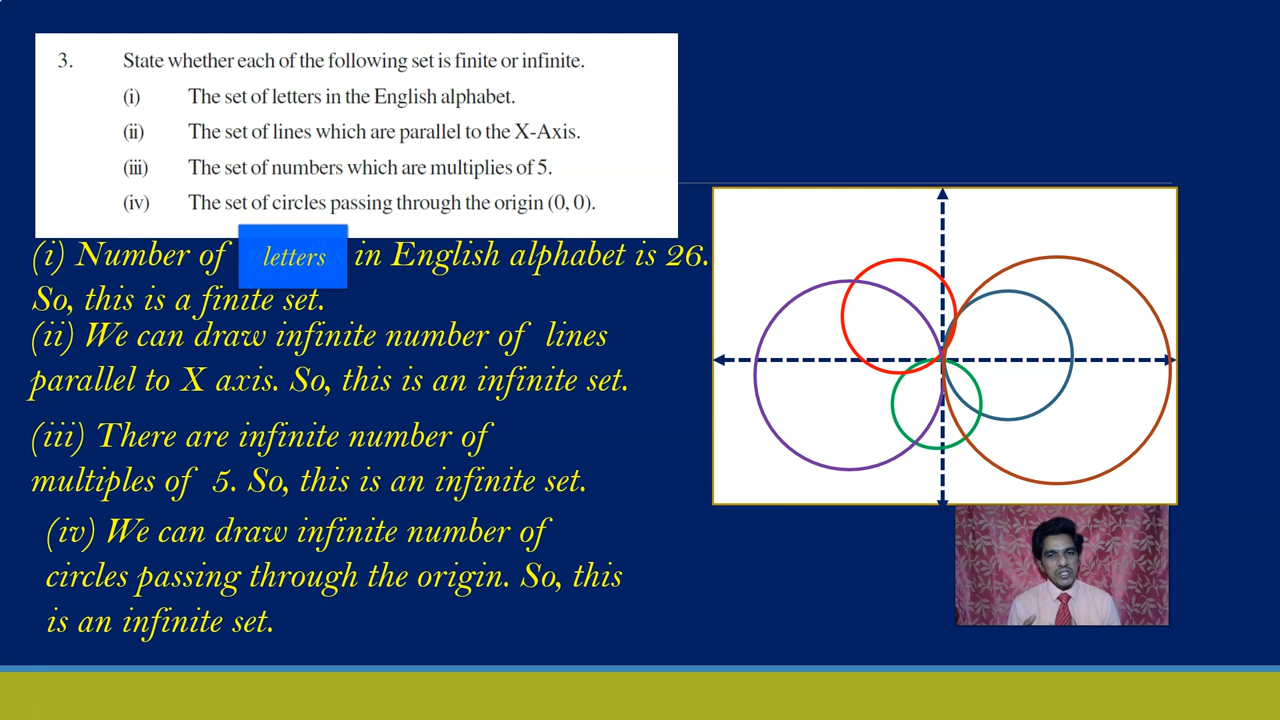 3. State whether each of the following set is finite or infinite.
(i) The set of letters in the English alphabet.
(ii) The set of lines which are parallel to the X-Axis.
(iii) The set of numbers which are multiplies of 5.
(iv) The set of circles passing through the origin (0, 0).
(i) Number of letters in English alphabet is 26.
So, this is a finite set.
(ii) We can draw infinite number of lines
parallel to X axis. So, this is an infinite set.
(iii) There are infinite number of
multiples of 5. So, this is an infinite set.
(iv) We can draw infinite number of
circles passing through the origin. So, this
is an infinite set.